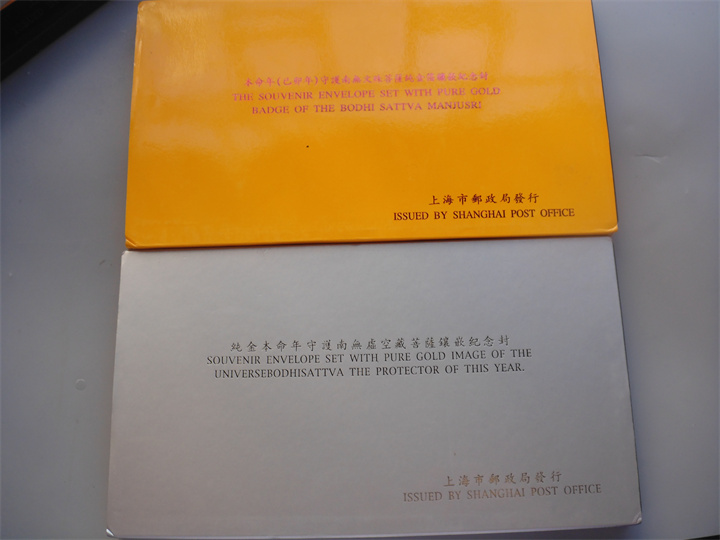 本命年(己卯年)守護南無文殊菩薩純金鑲嵌紀念封
THE SOUVENIR ENVELOPE SET WITH PURE GOLD
BADGE OF THE BODHI SATTVA MANJUSRI
上海市郵政局發行
ISSUED BY SHANGHAI POST OFFICE
純金本命年守護南無虛空藏菩薩鑲嵌紀念封
SOUVENIR ENVELOPE SET WITH PURE GOLD IMAGE OF THE
UNIVERSEBODHISATTVA THE PROTECTOR OF THIS YEAR.
上海市郵政局發行
ISSUED BY SHANGHAI POST OFFICE